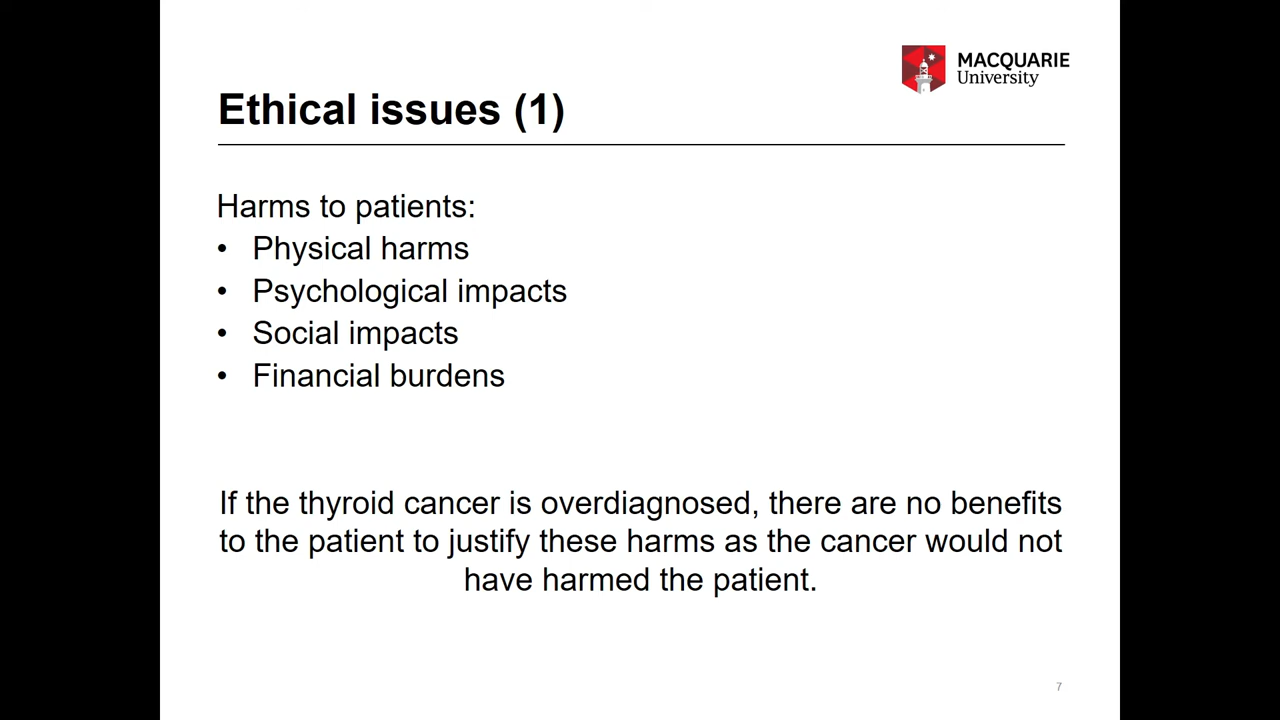 MACQUARIE
University
Ethical issues (1)
Harms to patients:
• Physical harms
• Psychological impacts
• Social impacts
• Financial burdens
If the thyroid cancer is overdiagnosed, there are no benefits
to the patient to justify these harms as the cancer would not
have harmed the patient.
7